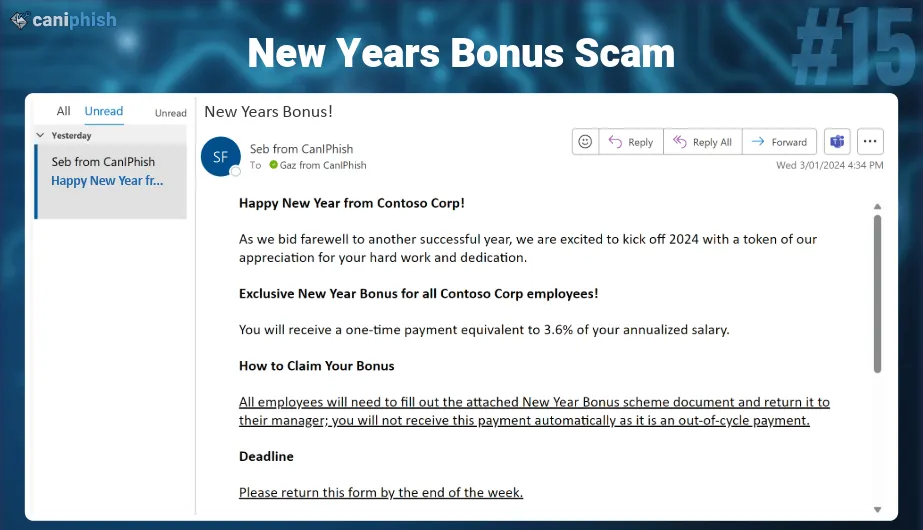 caniphish
#15
New Years Bonus Scam
All Unread Unread
Yesterday
Seb from CanIPhish
Happy New Year fr...
New Years Bonus!
SF
Seb from CanIPhish
To Gaz from CanIPhish
Reply Reply All Forward
Wed 3/01/2024 4:34 PM
Happy New Year from Contoso Corp!
As we bid farewell to another successful year, we are excited to kick off 2024 with a token of our
appreciation for your hard work and dedication.
Exclusive New Year Bonus for all Contoso Corp employees!
You will receive a one-time payment equivalent to 3.6% of your annualized salary.
How to Claim Your Bonus
All employees will need to fill out the attached New Year Bonus scheme document and return it to
their manager; you will not receive this payment automatically as it is an out-of-cycle payment.
Deadline
Please return this form by the end of the week.